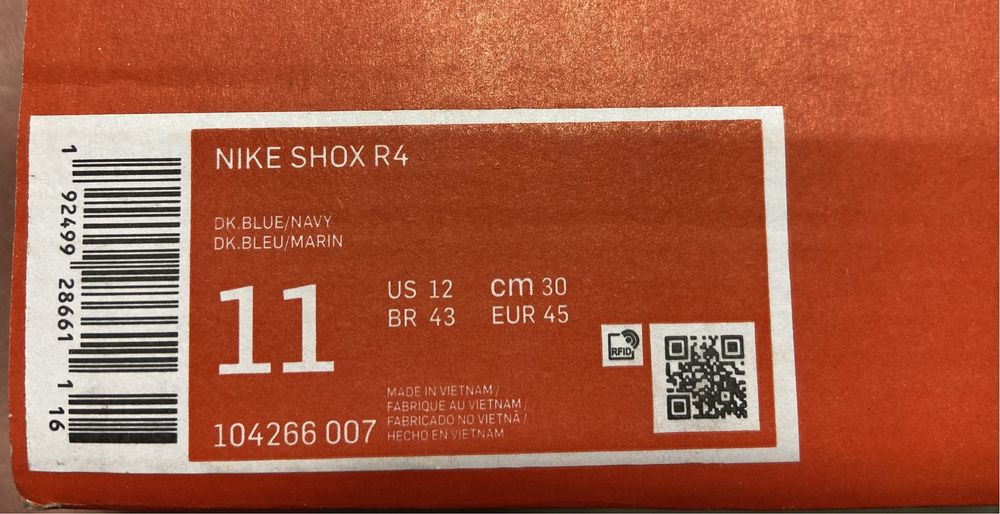 NIKE SHOX R4
DK.BLUE/NAVY
DK.BLEU/MARIN
11
US 12 cm 30
BR 43 EUR 45
RFID
MADE IN VIETNAM /
FABRIQUE AU VIETNAM /
FABRICADO NO VIETNÃ /
HECHO EN VIETNAM
104266 007
1 92499 28661 1 16